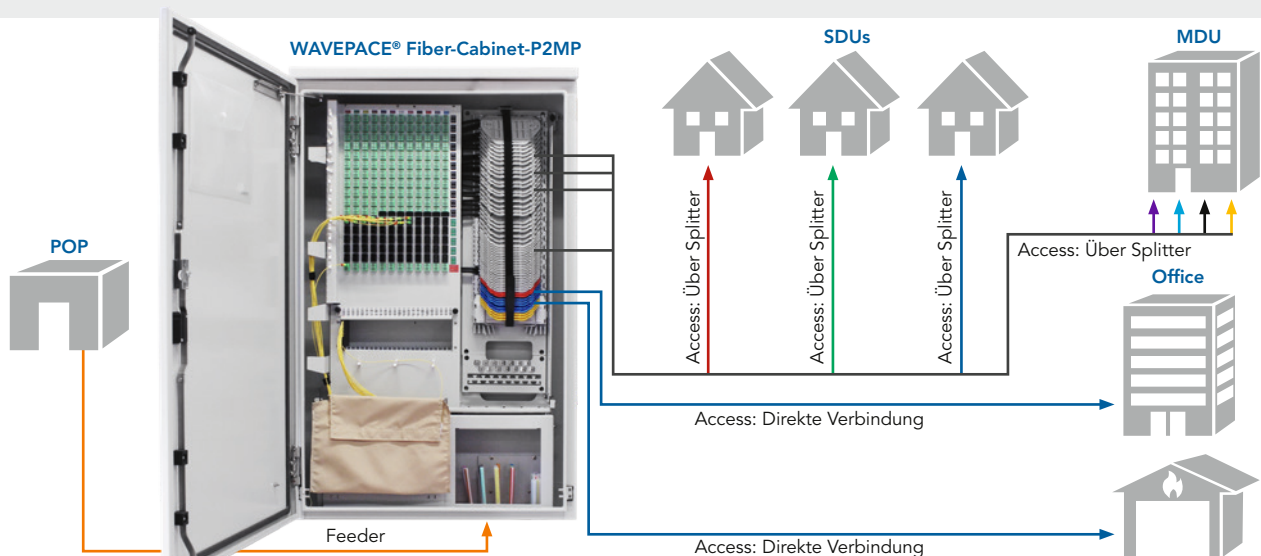 WAVEPACE® Fiber-Cabinet-P2MP
SDUs
MDU
POP
Access: Über Splitter
Access: Über Splitter
Access: Über Splitter
Access: Über Splitter
Office
Access: Direkte Verbindung
Feeder
Access: Direkte Verbindung